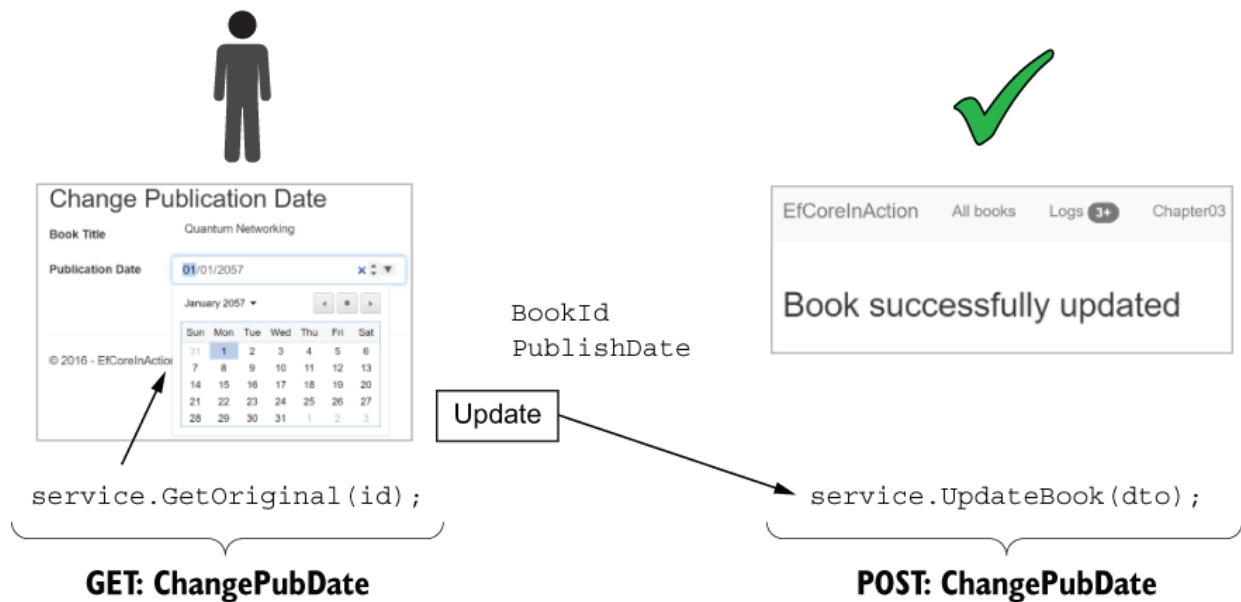 Change Publication Date
Book Title Quantum Networking
Publication Date 01/01/2057
January 2057
Sun Mon Tue Wed Thu Fri Sat
31 1 2 3 4 5 6
7 8 9 10 11 12 13
14 15 16 17 18 19 20
21 22 23 24 25 26 27
28 29 30 31 1 2 3
© 2016 - EfCoreInActio
BookId
PublishDate
Update
service.GetOriginal(id);
GET: ChangePubDate
EfCoreInAction All books Logs 3+ Chapter03
Book successfully updated
service.UpdateBook(dto);
POST: ChangePubDate